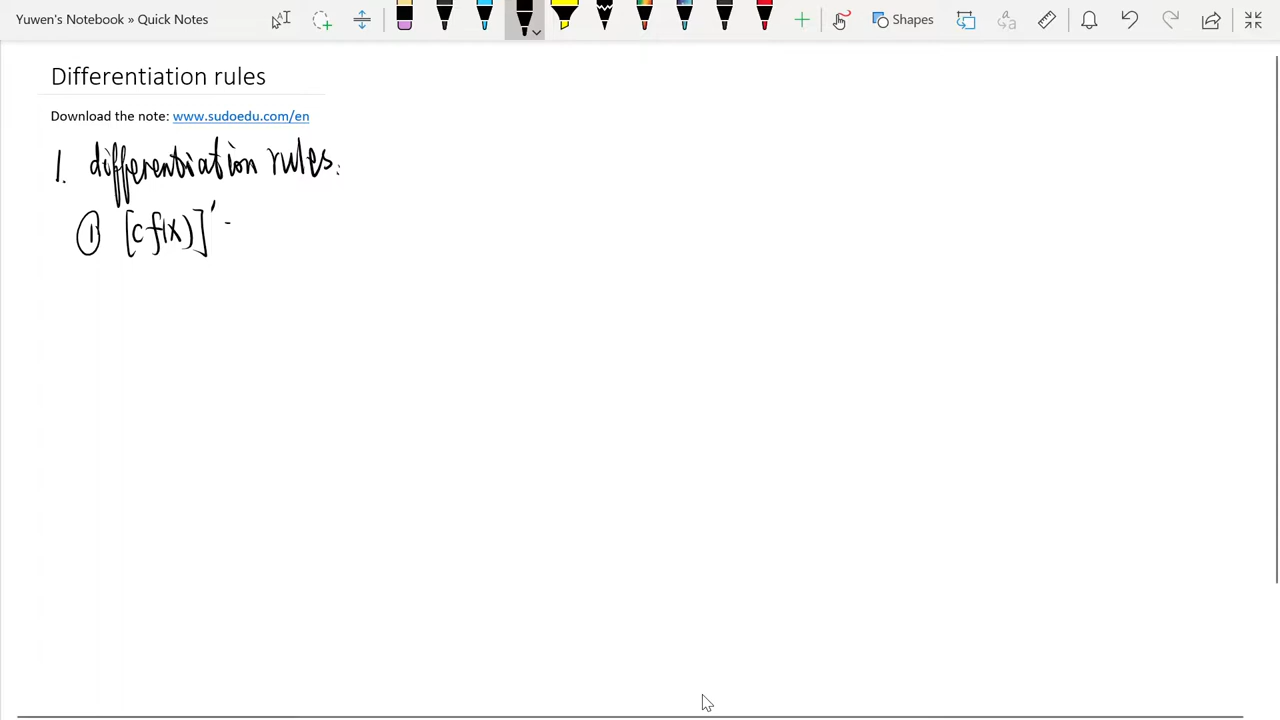 Yuwen's Notebook » Quick Notes
Shapes
Differentiation rules
Download the note: www.sudoedu.com/en
1. differentiation rules:
① [cf(x)]' -